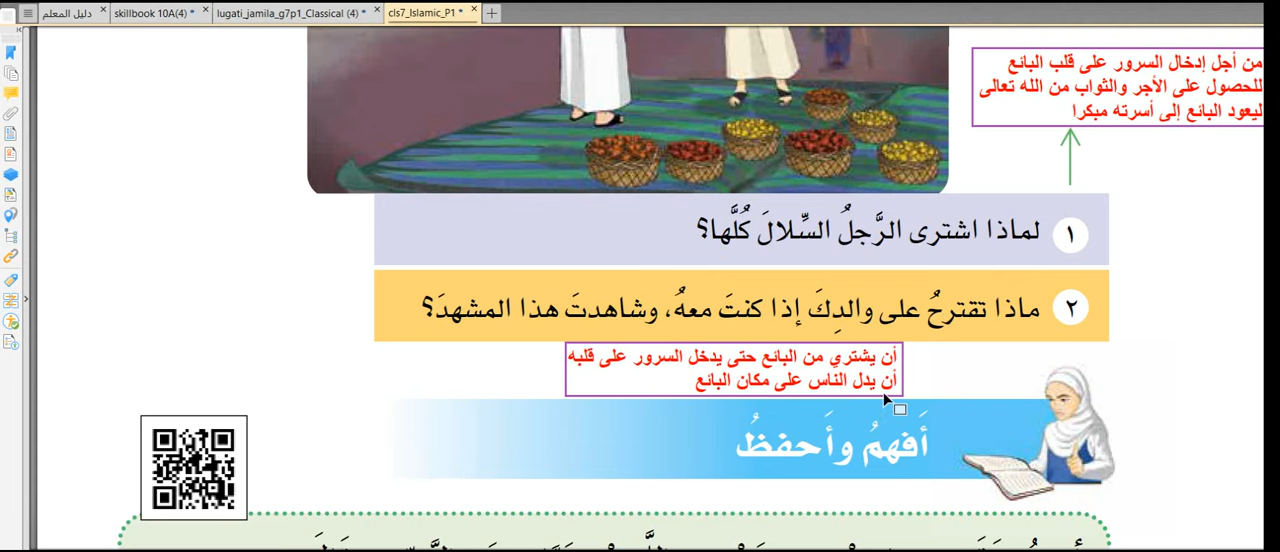 دليل المعلم
skillbook 10A(4) *
lugati_jamila_g7p1_Classical (4) *
cls7_Islamic_P1 *
من أجل إدخال السرور على قلب البائع
للحصول على الأجر والثواب من الله تعالى
ليعود البائع إلى أسرته مبكرا
١ لماذا اشترى الرَّجلُ السِّلالَ كُلَّها؟
٢ ماذا تقترحُ على والدِكَ إذا كنتَ معهُ، وشاهدتَ هذا المشهدَ؟
أن يشتري من البائع حتى يدخل السرور على قلبه
أن يدل الناس على مكان البائع
أَفهمُ وأَحفظُ